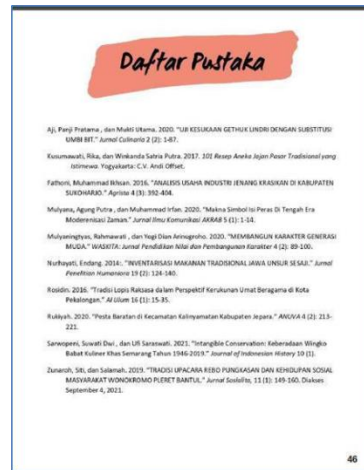 Daftar Pustaka
Aji, Panji Pratama , dan Mukti Utama. 2020. "UJI KESUKAAN GETHUK LINDRI DENGAN SUBSTITUSI
UMBI BIT." Jurnal Culinaria 2 (2): 1-67.
Kusumawati, Rika, dan Winkanda Satria Putra. 2017. 101 Resep Aneka Jajan Pasar Tradisional yang
Istimewa. Yogyakarta: C.V. Andi Offset.
Fathoni, Muhammad Ikhsan. 2016. "ANALISIS USAHA INDUSTRI JENANG KRASIKAN DI KABUPATEN
SUKOHARJO." Agrista 4 (3): 392-404.
Mulyana, Agung Putra , dan Muhammad Irfan. 2020. "Makna Simbol Isi Peras Di Tengah Era
Moderenisasi Zaman." Jurnal Ilmu Komunikasi AKRAB 5 (1): 1-14.
Mulyaningtyas, Rahmawati , dan Yogi Dian Arinugroho. 2020. "MEMBANGUN KARAKTER GENERASI
MUDA." WASKITA: Jurnal Pendidikan Nilai dan Pembangunan Karakter 4 (2): 89-100.
Nurhayati, Endang. 2014:. "INVENTARISASI MAKANAN TRADISIONAL JAWA UNSUR SESAJI." Jurnal
Penelitian Humaniora 19 (2): 124-140.
Rosidin. 2016. "Tradisi Lopis Raksasa dalam Perspektif Kerukunan Umat Beragama di Kota
Pekalongan." Al Ulum 16 (1): 15-35.
Rukiyah. 2020. "Pesta Baratan di Kecamatan Kalinyamatan Kabupaten Jepara." ANUVA 4 (2): 213-
221.
Sarwopeni, Suwati Dwi , dan Ufi Saraswati. 2021. "Intangible Conservation: Keberadaan Wingko
Babat Kuliner Khas Semarang Tahun 1946-2019." Journal of Indonesian History 10 (1).
Zunaroh, Siti, dan Salamah. 2019. "TRADISI UPACARA REBO PUNGKASAN DAN KEHIDUPAN SOSIAL
MASYARAKAT WONOKROMO PLERET BANTUL." Jurnal Sosialita, 11 (1): 149-160. Diakses
September 4, 2021.
46